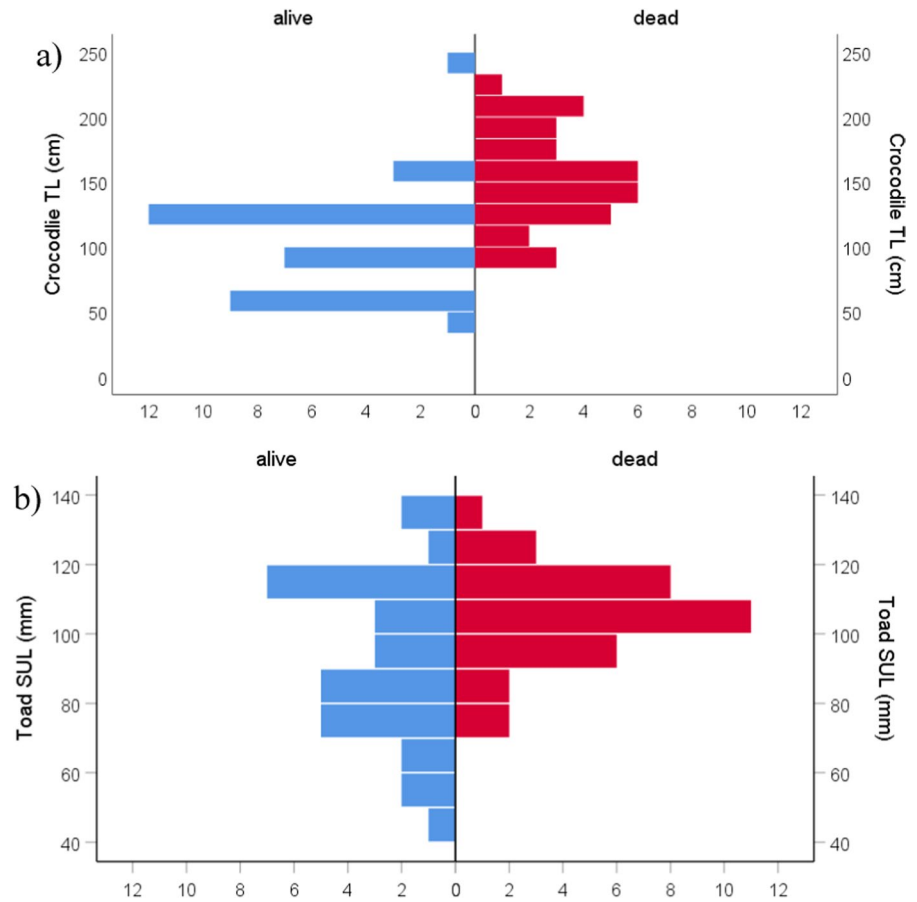 alive dead
a)
Crocodlie TL (cm)
250 250
200 200
150 150
100 100
50 50
0 0
Crocodile TL (cm)
12 10 8 6 4 2 0 2 4 6 8 10 12
alive dead
b)
Toad SUL (mm)
140 140
120 120
100 100
80 80
60 60
40 40
Toad SUL (mm)
12 10 8 6 4 2 0 2 4 6 8 10 12